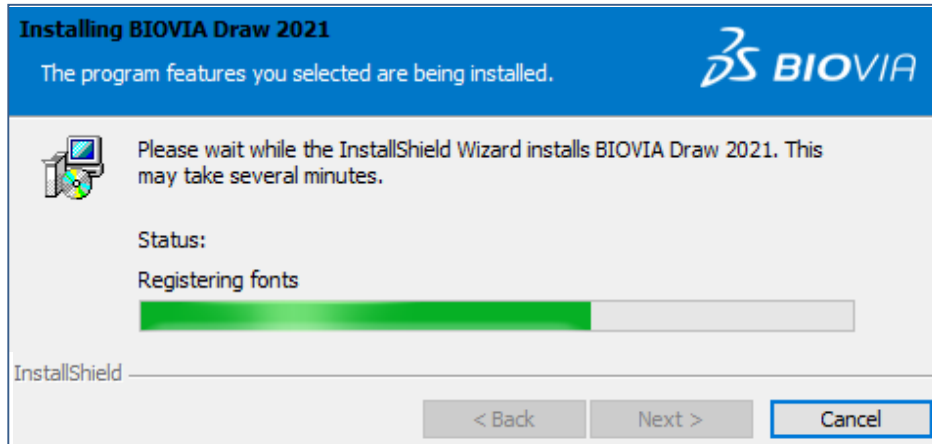 Installing BIOVIA Draw 2021
The program features you selected are being installed.
3S BIOVIA
Please wait while the InstallShield Wizard installs BIOVIA Draw 2021. This
may take several minutes.
Status:
Registering fonts
InstallShield
< Back
Next >
Cancel